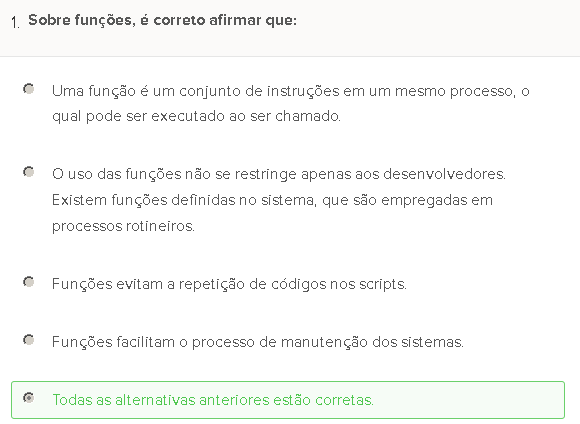 1. Sobre funções, é correto afirmar que:
Uma função é um conjunto de instruções em um mesmo processo, o
qual pode ser executado ao ser chamado.
O uso das funções não se restringe apenas aos desenvolvedores.
Existem funções definidas no sistema, que são empregadas em
processos rotineiros.
Funções evitam a repetição de códigos nos scripts.
Funções facilitam o processo de manutenção dos sistemas.
Todas as alternativas anteriores estão corretas.